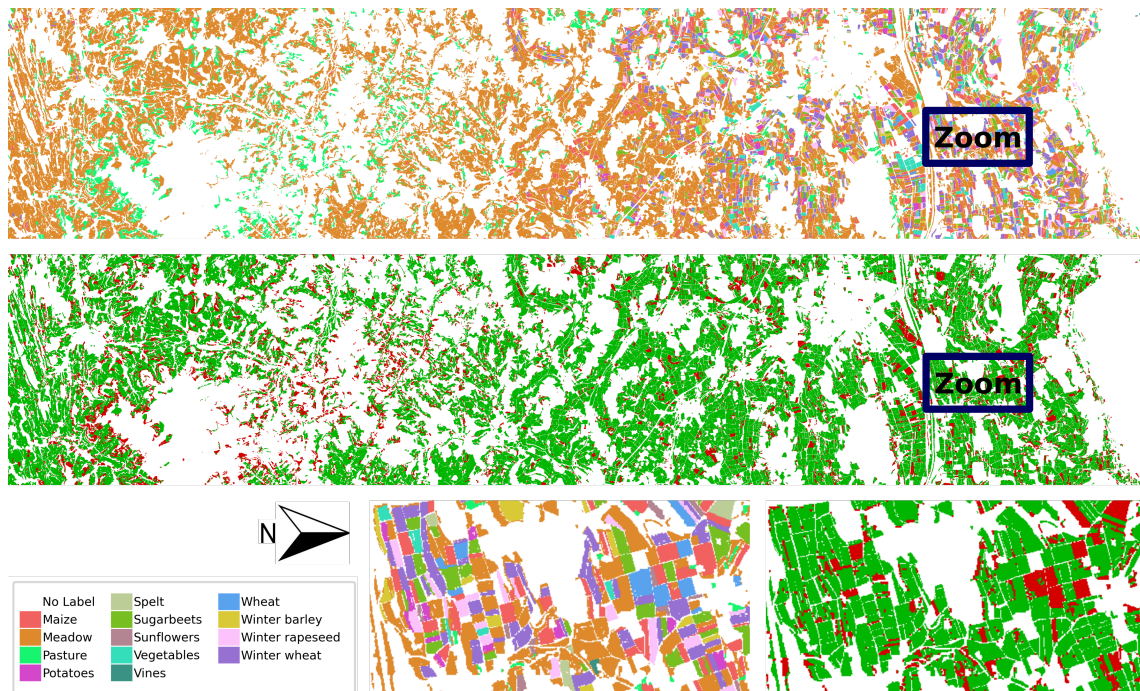 Zoom
Zoom
N
No Label
Maize
Meadow
Pasture
Potatoes
Spelt
Sugarbeets
Sunflowers
Vegetables
Vines
Wheat
Winter barley
Winter rapeseed
Winter wheat